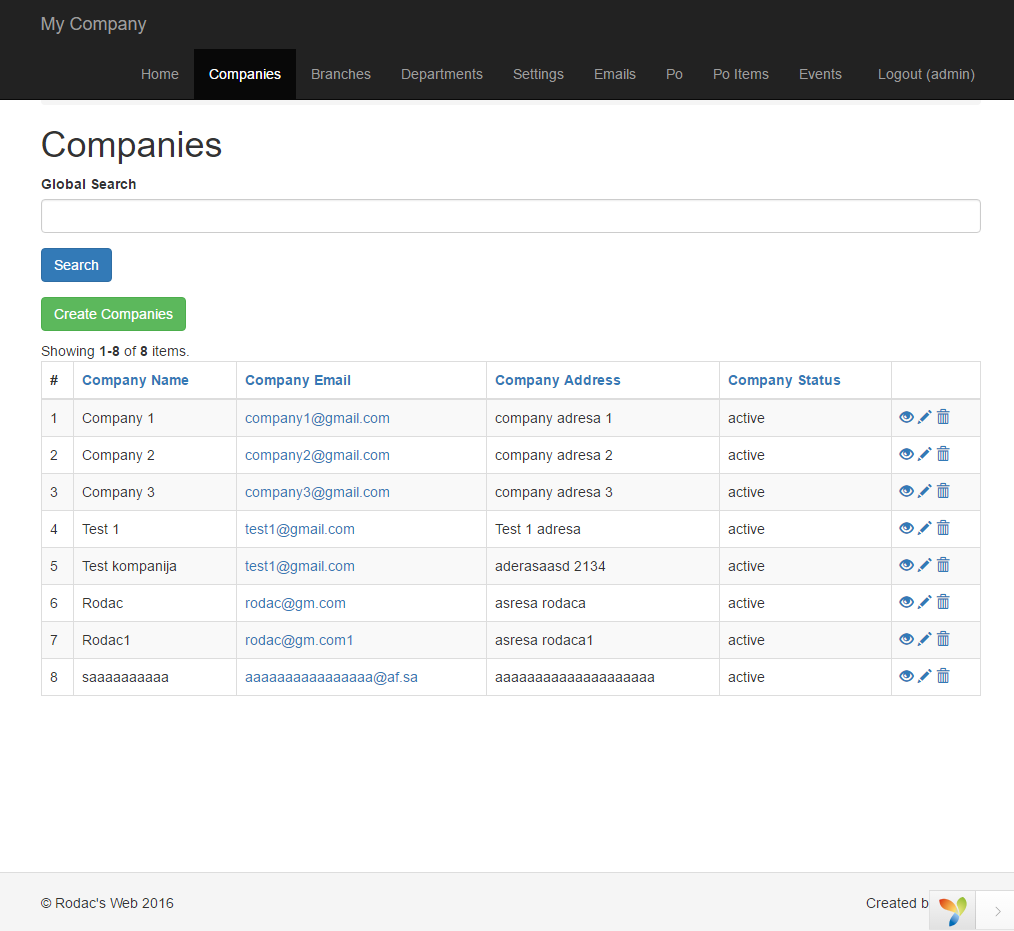 My Company
Home Companies Branches Departments Settings Emails Po Po Items Events Logout (admin)
Companies
Global Search
Search
Create Companies
Showing 1-8 of 8 items.
# Company Name Company Email Company Address Company Status
1 Company 1 company1@gmail.com company adresa 1 active
2 Company 2 company2@gmail.com company adresa 2 active
3 Company 3 company3@gmail.com company adresa 3 active
4 Test 1 test1@gmail.com Test 1 adresa active
5 Test kompanija test1@gmail.com aderasaasd 2134 active
6 Rodac rodac@gm.com asresa rodaca active
7 Rodac1 rodac@gm.com1 asresa rodaca1 active
8 saaaaaaaaaa aaaaaaaaaaaaaaaa@af.sa aaaaaaaaaaaaaaaaaaaa active
© Rodac's Web 2016 Created b